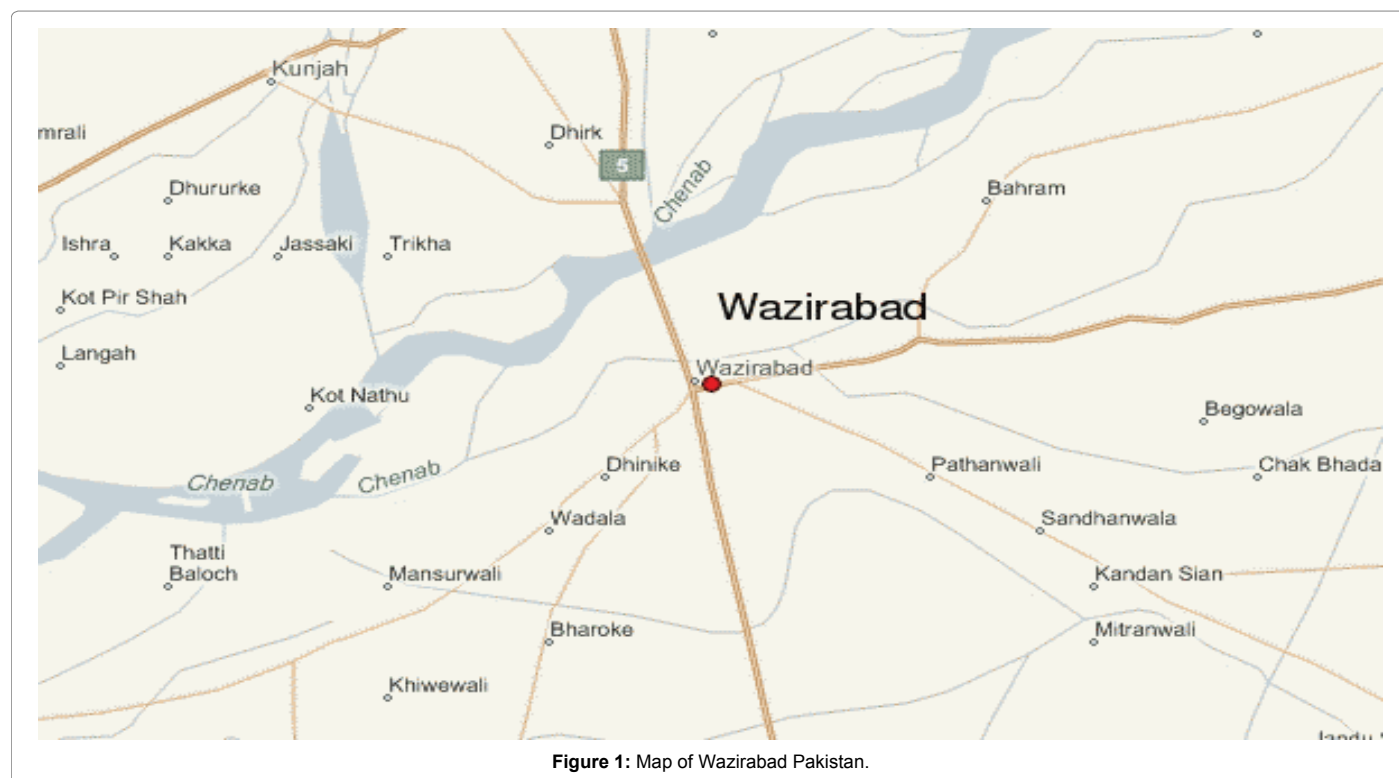 Kunjah
mrali
Dhirk
5
Chenab
Dhururke
Bahram
Ishra
Kakka
Jassaki
Trikha
Kot Pir Shah
Wazirabad
Langah
Wazirabad
Kot Nathu
Begowala
Chenab
Chenab
Dhinike
Pathanwali
Chak Bhada
Wadala
Sandhanwala
Thatti
Baloch
Mansurwali
Kandan Sian
Bharoke
Mitranwali
Khiwewali
Figure 1: Map of Wazirabad Pakistan.